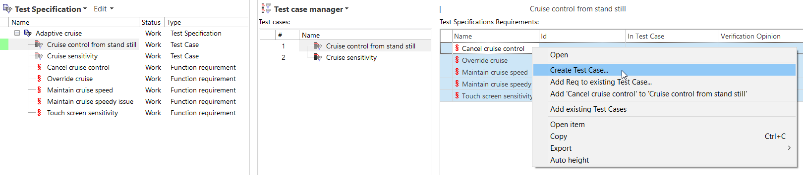 Test Specification Edit
Name Status Type
Adaptive cruise Work Test Specification
Cruise control from stand still Work Test Case
Cruise sensitivity Work Test Case
Cancel cruise control Work Function requirement
Override cruise Work Function requirement
Maintain cruise speed Work Function requirement
Maintain cruise speedy issue Work Function requirement
Touch screen sensitivity Work Function requirement
Test case manager
Test cases:
# Name
1 Cruise control from stand still
2 Cruise sensitivity
Cruise control from stand still
Test Specifications Requirements:
Name Id In Test Case Verification Opinion
Cancel cruise control
Override cruise
Maintain cruise speed
Maintain cruise speedy
Touch screen sensitivity
Open
Create Test Case...
Add Req to existing Test Case...
Add 'Cancel cruise control' to 'Cruise control from stand still'
Add existing Test Cases
Open item
Copy Ctrl+C
Export
Auto height